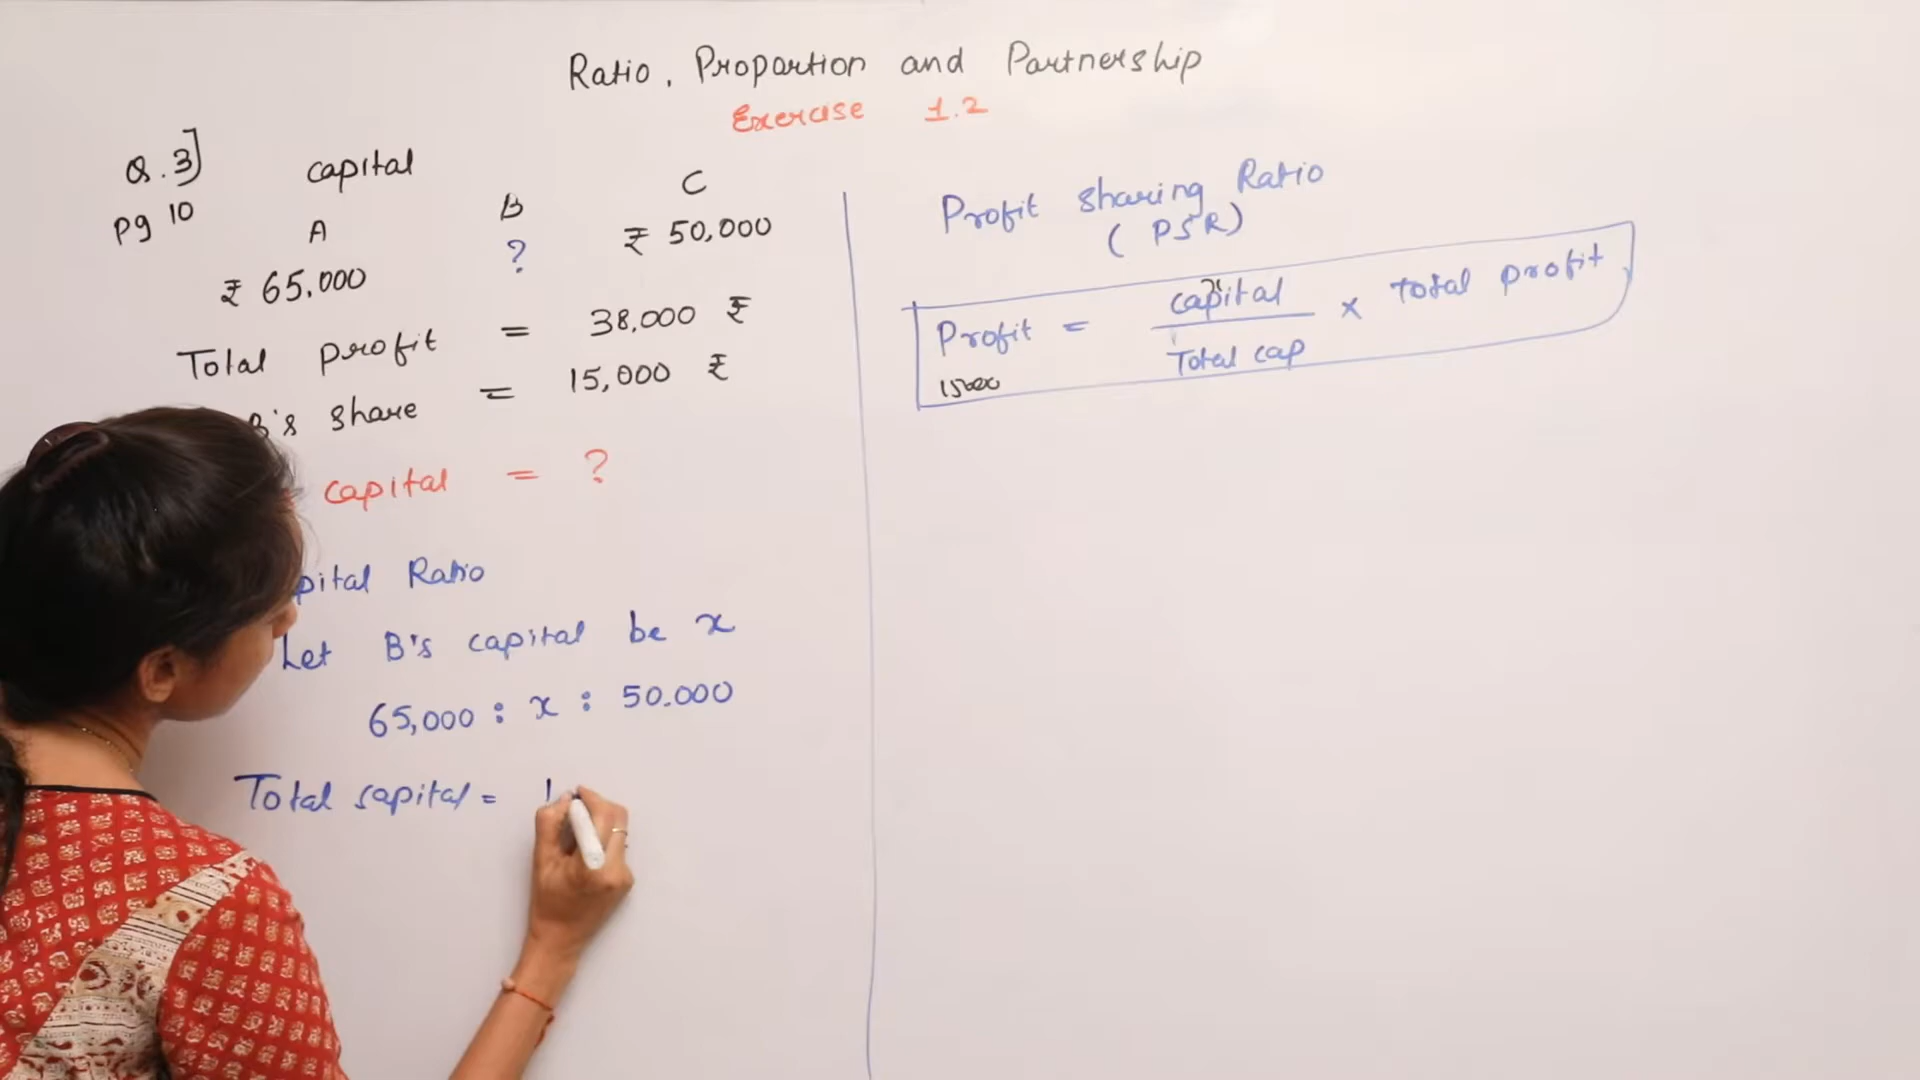 Ratio, Proportion and Partnership
Exercise 1.2
Q.3]
pg 10
capital
A B C
₹ 65,000 ? ₹ 50,000
Total profit = 38,000 ₹
B's share = 15,000 ₹
capital = ?
pital Ratio
Let B's capital be x
65,000 : x : 50.000
Total capital = 1
Profit sharing Ratio
( PSR)
Profit = capital / Total cap × Total profit
15000
x